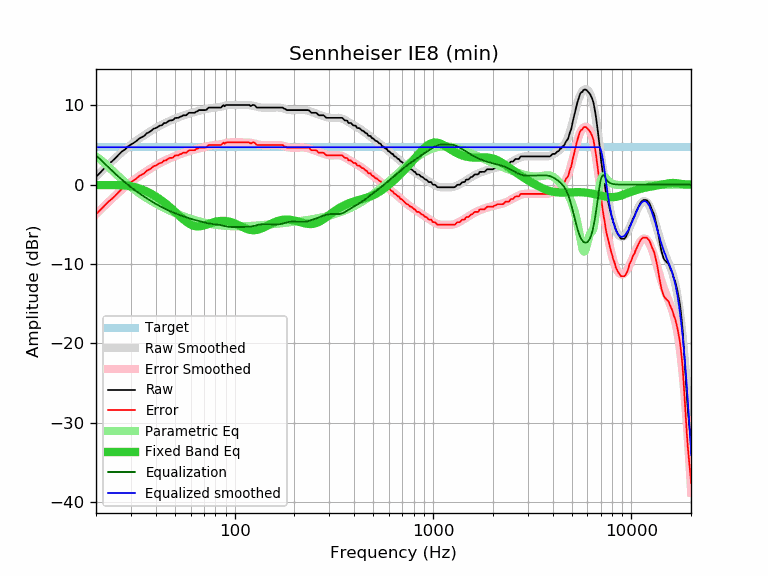 Sennheiser IE8 (min)
Amplitude (dBr)
10
0
−10
−20
−30
−40
Target
Raw Smoothed
Error Smoothed
Raw
Error
Parametric Eq
Fixed Band Eq
Equalization
Equalized smoothed
100 1000 10000
Frequency (Hz)